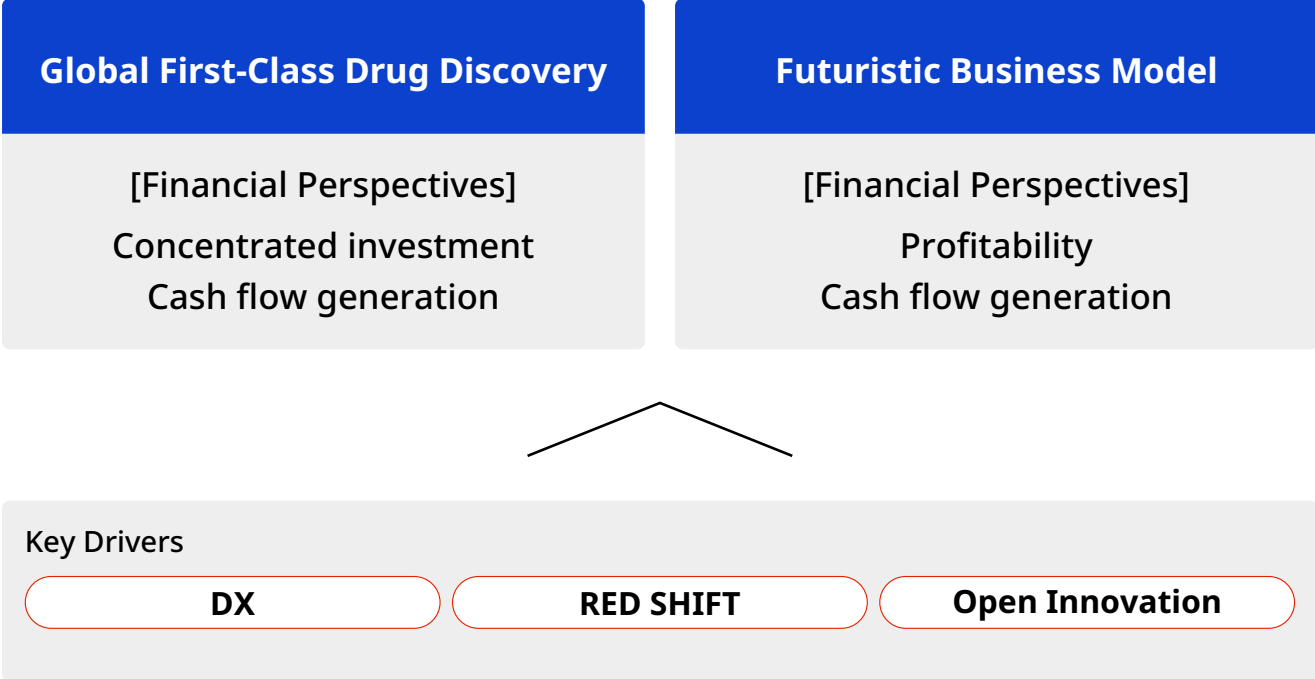 Global First-Class Drug Discovery
[Financial Perspectives]
Concentrated investment
Cash flow generation
Futuristic Business Model
[Financial Perspectives]
Profitability
Cash flow generation
Key Drivers
DX
RED SHIFT
Open Innovation